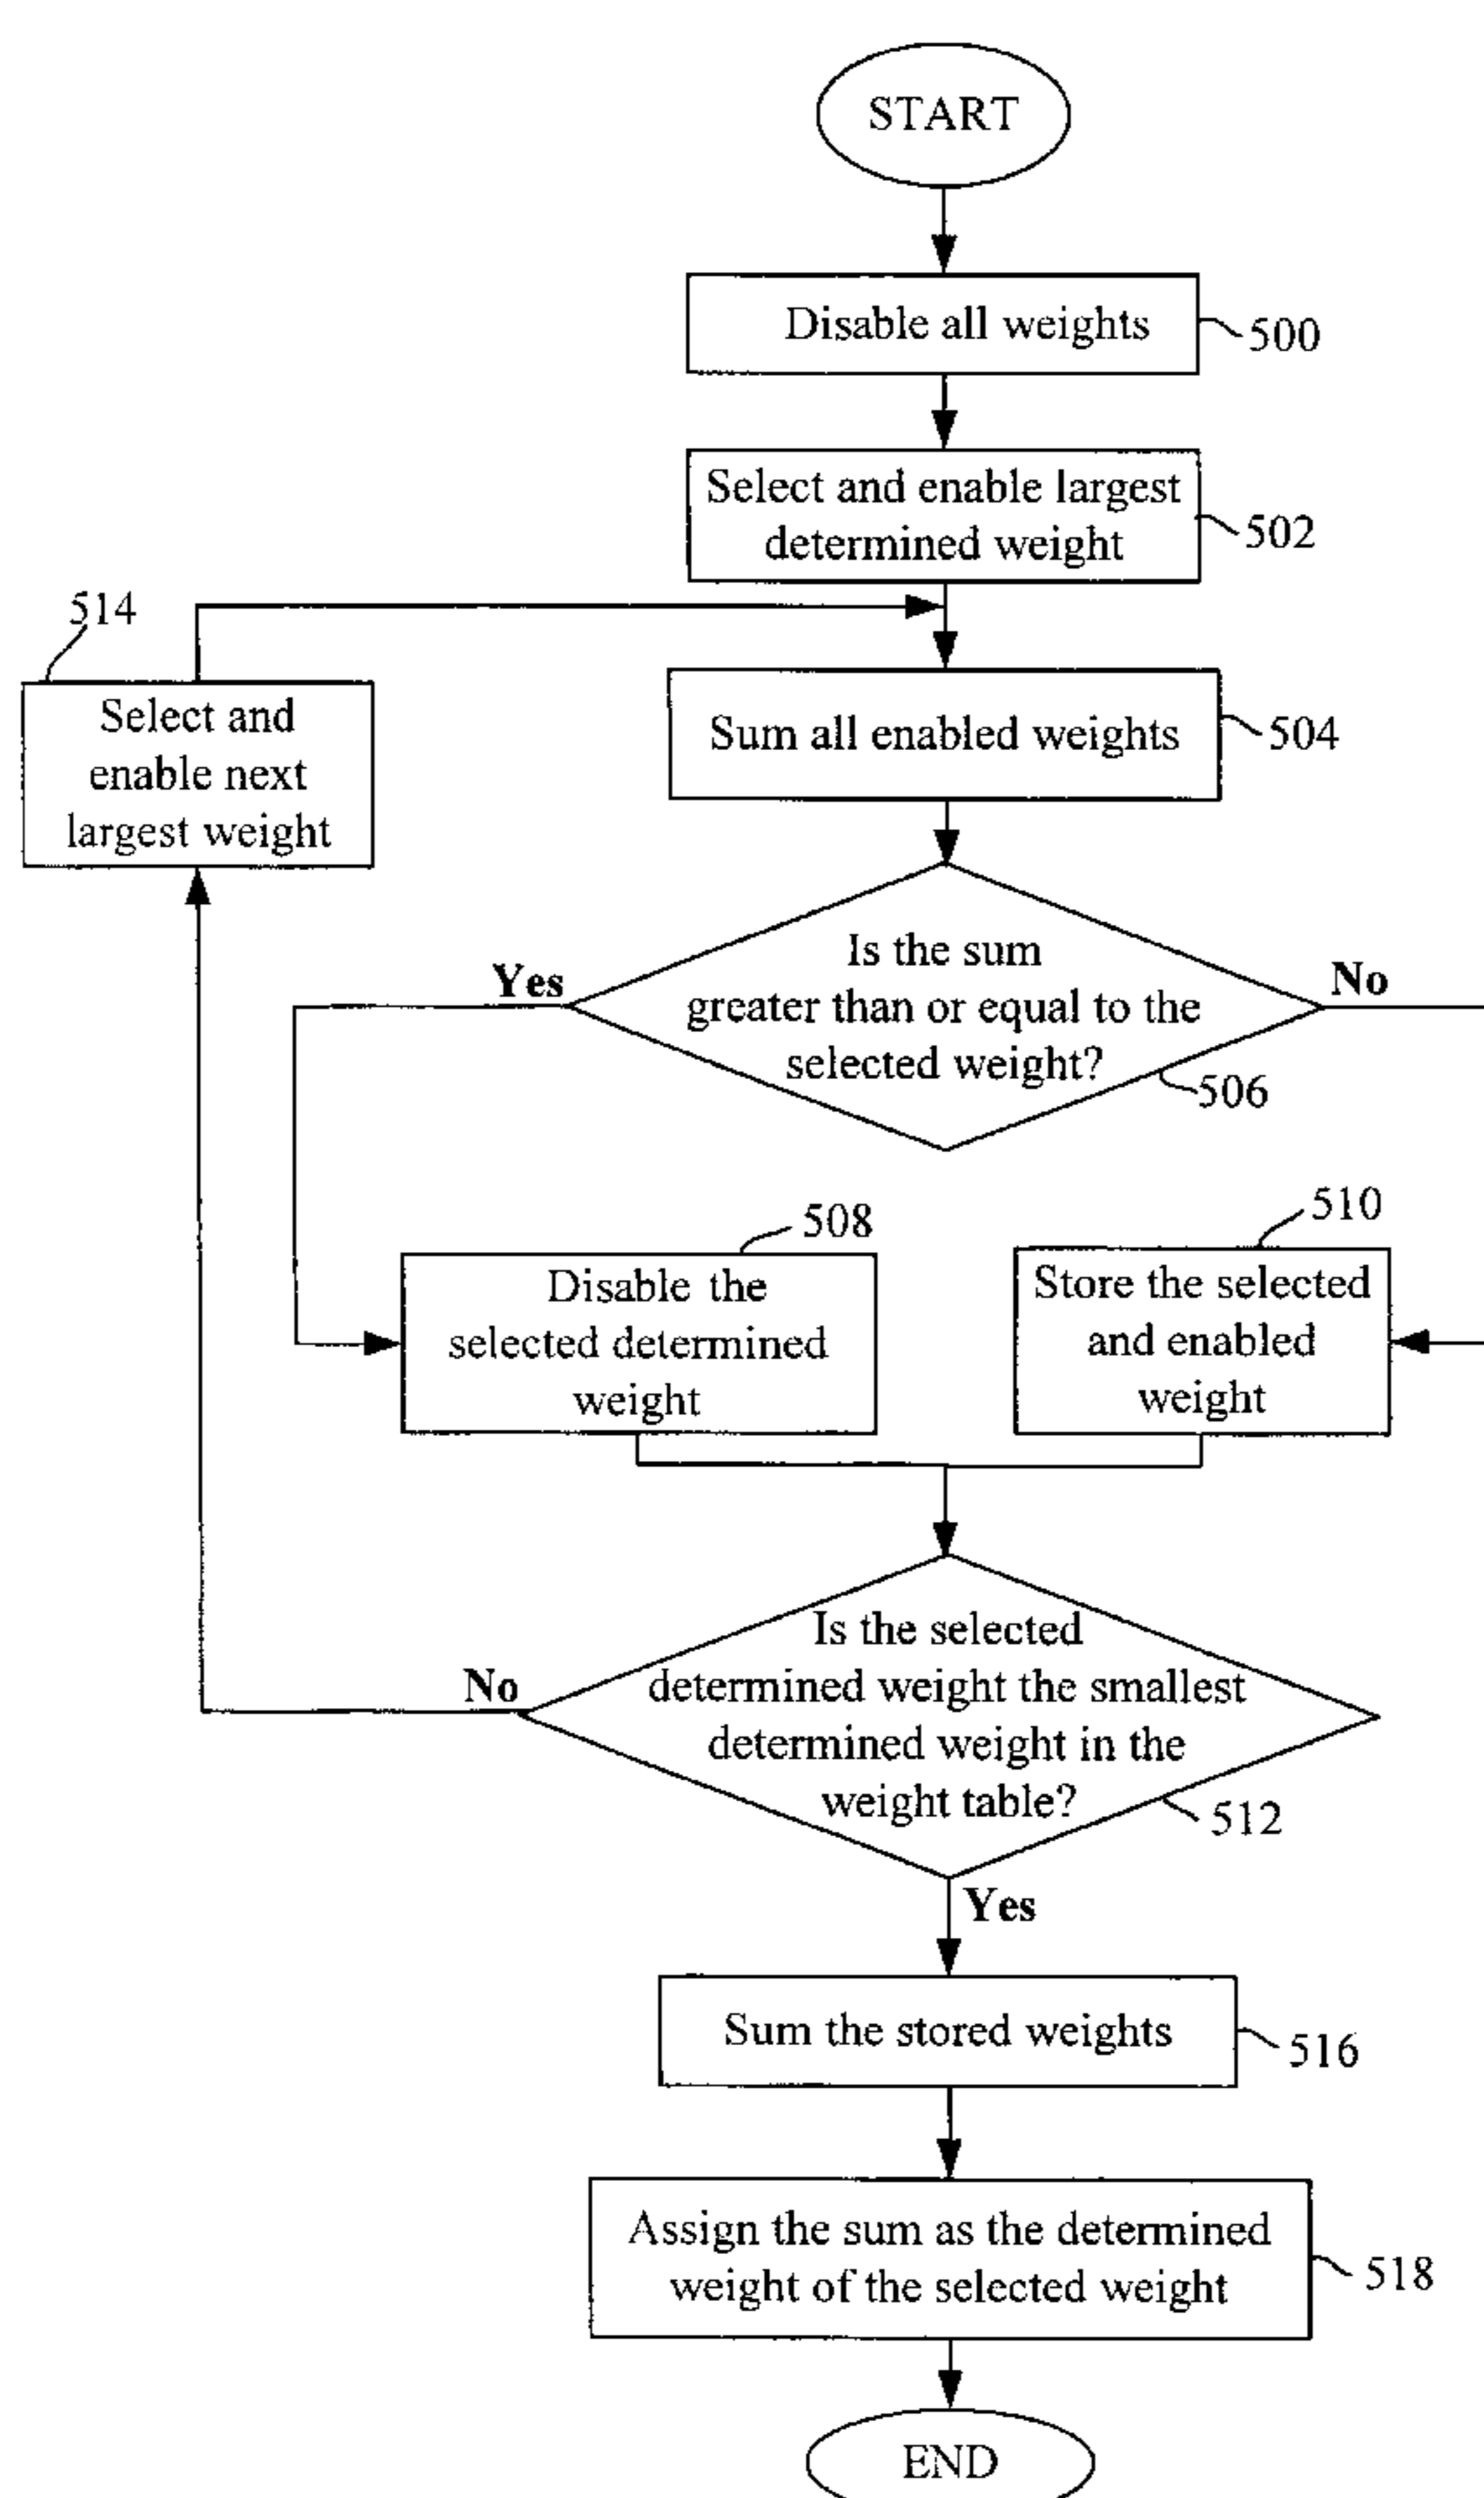 START
Disable all weights
500
Select and enable largest
determined weight
502
514
Select and
enable next
largest weight
Sum all enabled weights
504
Is the sum
greater than or equal to the
selected weight?
Yes
No
506
508
Disable the
selected determined
weight
510
Store the selected
and enabled
weight
Is the selected
determined weight the smallest
determined weight in the
weight table?
No
512
Yes
Sum the stored weights
516
Assign the sum as the determined
weight of the selected weight
518
END